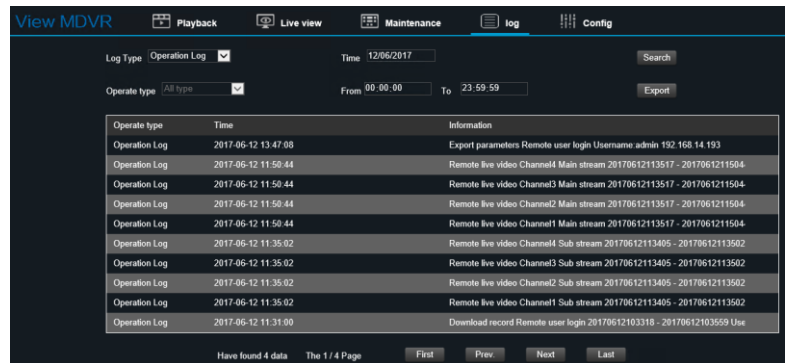 View MDVR Playback Live view Maintenance log Config
Log Type Operation Log Time 12/06/2017 Search
Operate type All type From 00:00:00 To 23:59:59 Export
Operate type Time Information
Operation Log 2017-06-12 13:47:08 Export parameters Remote user login Username:admin 192.168.14.193
Operation Log 2017-06-12 11:50:44 Remote live video Channel4 Main stream 20170612113517 - 2017061211504
Operation Log 2017-06-12 11:50:44 Remote live video Channel3 Main stream 20170612113517 - 2017061211504
Operation Log 2017-06-12 11:50:44 Remote live video Channel2 Main stream 20170612113517 - 2017061211504
Operation Log 2017-06-12 11:50:44 Remote live video Channel1 Main stream 20170612113517 - 2017061211504
Operation Log 2017-06-12 11:35:02 Remote live video Channel4 Sub stream 20170612113405 - 20170612113502
Operation Log 2017-06-12 11:35:02 Remote live video Channel3 Sub stream 20170612113405 - 20170612113502
Operation Log 2017-06-12 11:35:02 Remote live video Channel2 Sub stream 20170612113405 - 20170612113502
Operation Log 2017-06-12 11:35:02 Remote live video Channel1 Sub stream 20170612113405 - 20170612113502
Operation Log 2017-06-12 11:31:00 Download record Remote user login 20170612103318 - 20170612103559 Use
Have found 4 data The 1 / 4 Page First Prev. Next Last